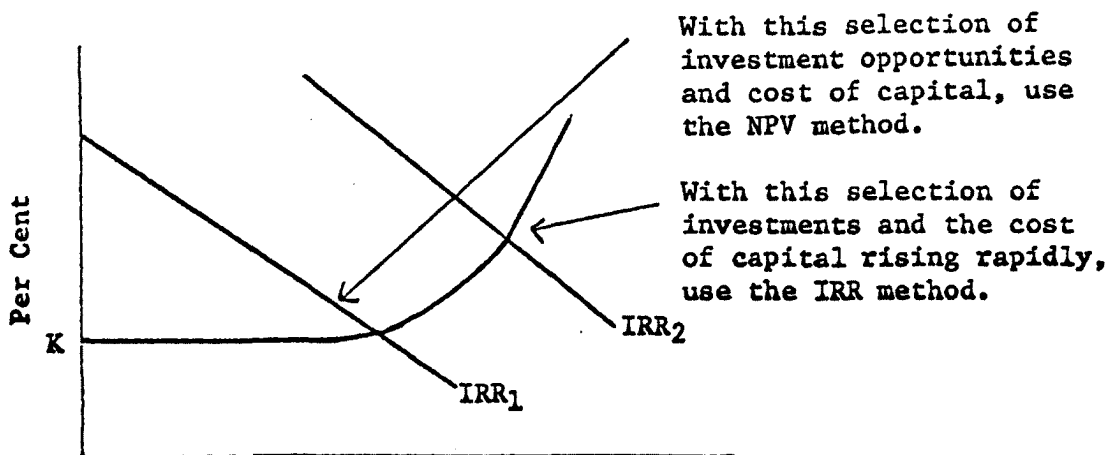 With this selection of
investment opportunities
and cost of capital, use
the NPV method.
With this selection of
investments and the cost
of capital rising rapidly,
use the IRR method.
Per Cent
K
IRR2
IRR1